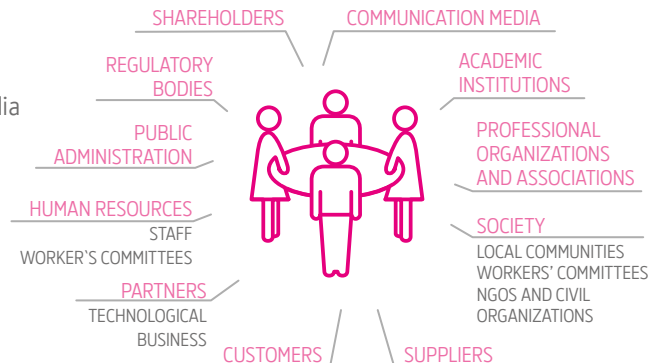 SHAREHOLDERS
COMMUNICATION MEDIA
REGULATORY
BODIES
ACADEMIC
INSTITUTIONS
dia
PUBLIC
ADMINISTRATION
PROFESSIONAL
ORGANIZATIONS
AND ASSOCIATIONS
HUMAN RESOURCES
STAFF
WORKER`S COMMITTEES
SOCIETY
LOCAL COMMUNITIES
WORKERS’ COMMITTEES
NGOS AND CIVIL
ORGANIZATIONS
PARTNERS
TECHNOLOGICAL
BUSINESS
CUSTOMERS
SUPPLIERS